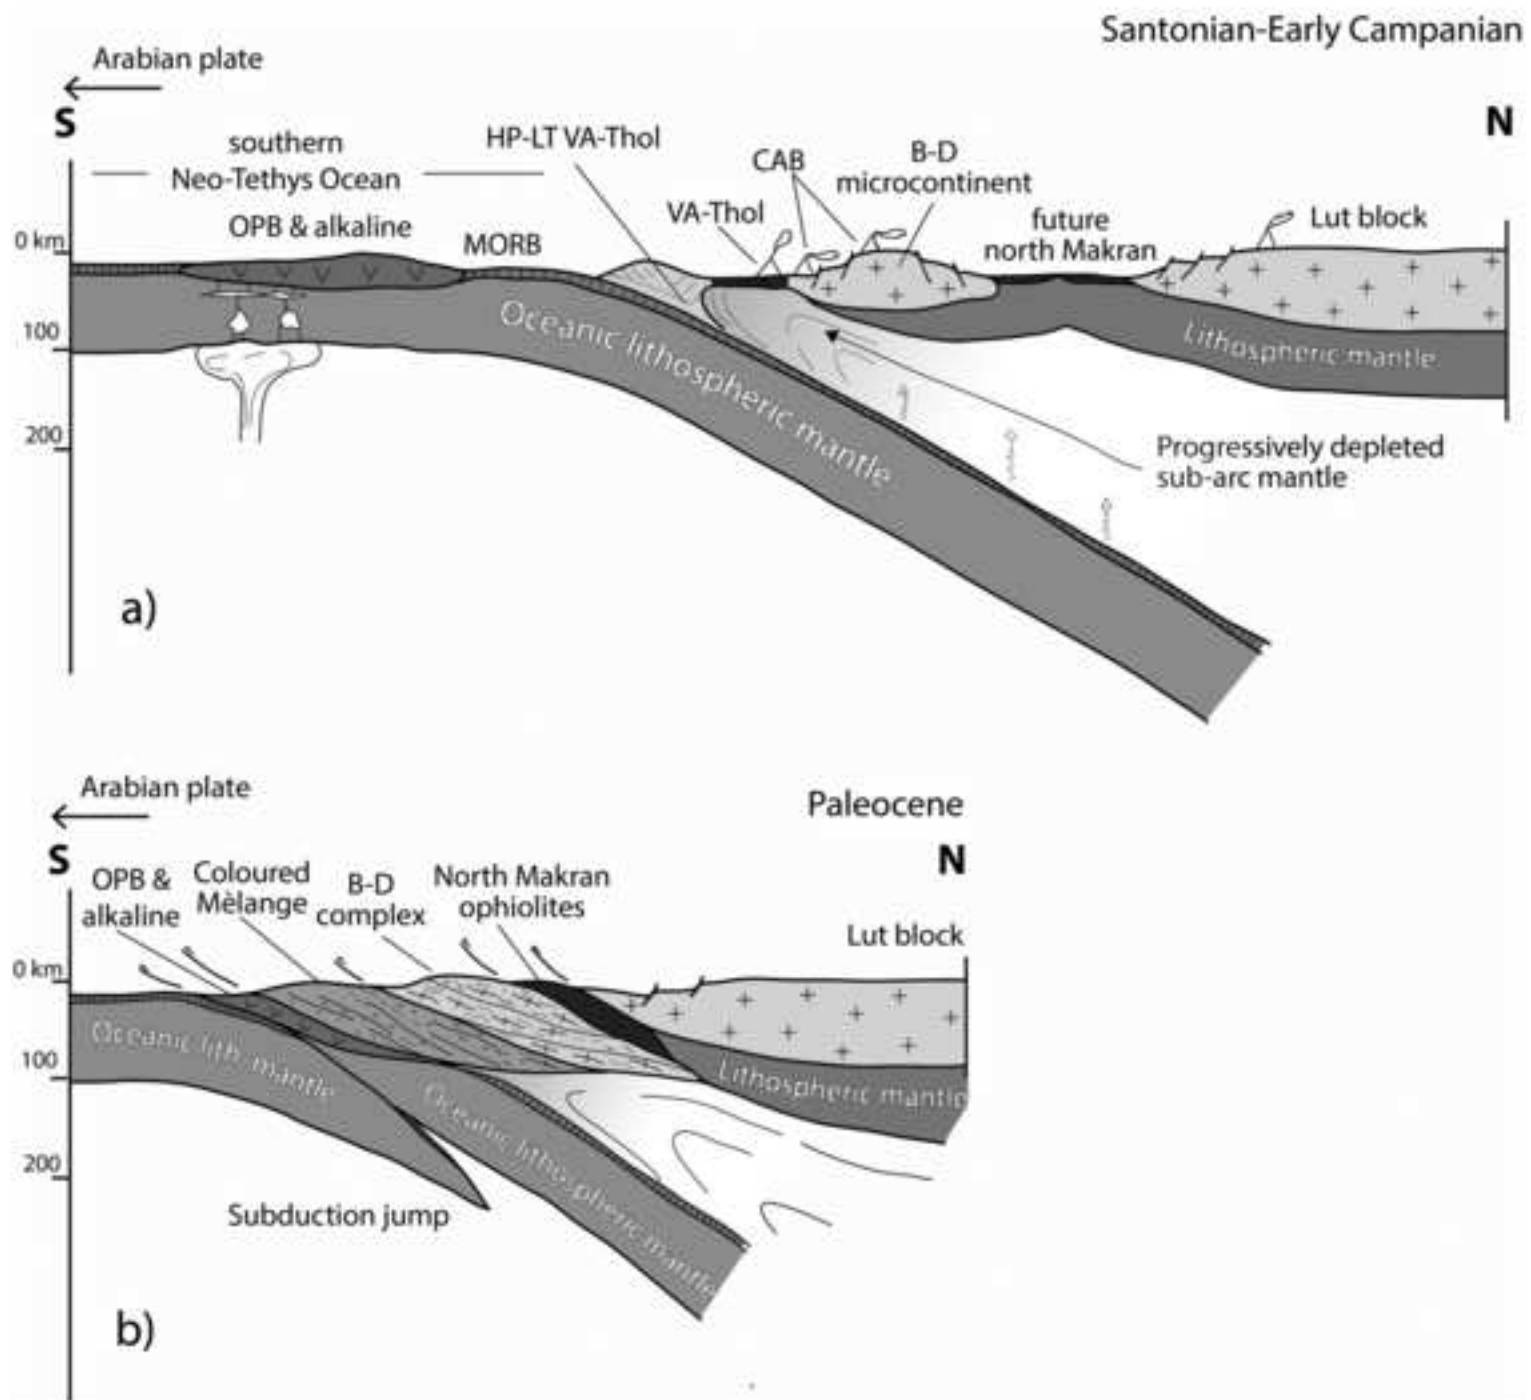 Santonian-Early Campanian
Arabian plate
S
N
southern
Neo-Tethys Ocean
HP-LT VA-Thol
CAB
B-D
microcontinent
VA-Thol
future
north Makran
Lut block
OPB & alkaline
MORB
0 km
100
200
Oceanic lithospheric mantle
Lithospheric mantle
Progressively depleted
sub-arc mantle
a)
Arabian plate
Paleocene
S
N
OPB &
alkaline
Coloured
Mèlange
B-D
complex
North Makran
ophiolites
Lut block
0 km
100
200
Oceanic lith. mantle
Oceanic lithospheric mantle
Lithospheric mantle
Subduction jump
b)